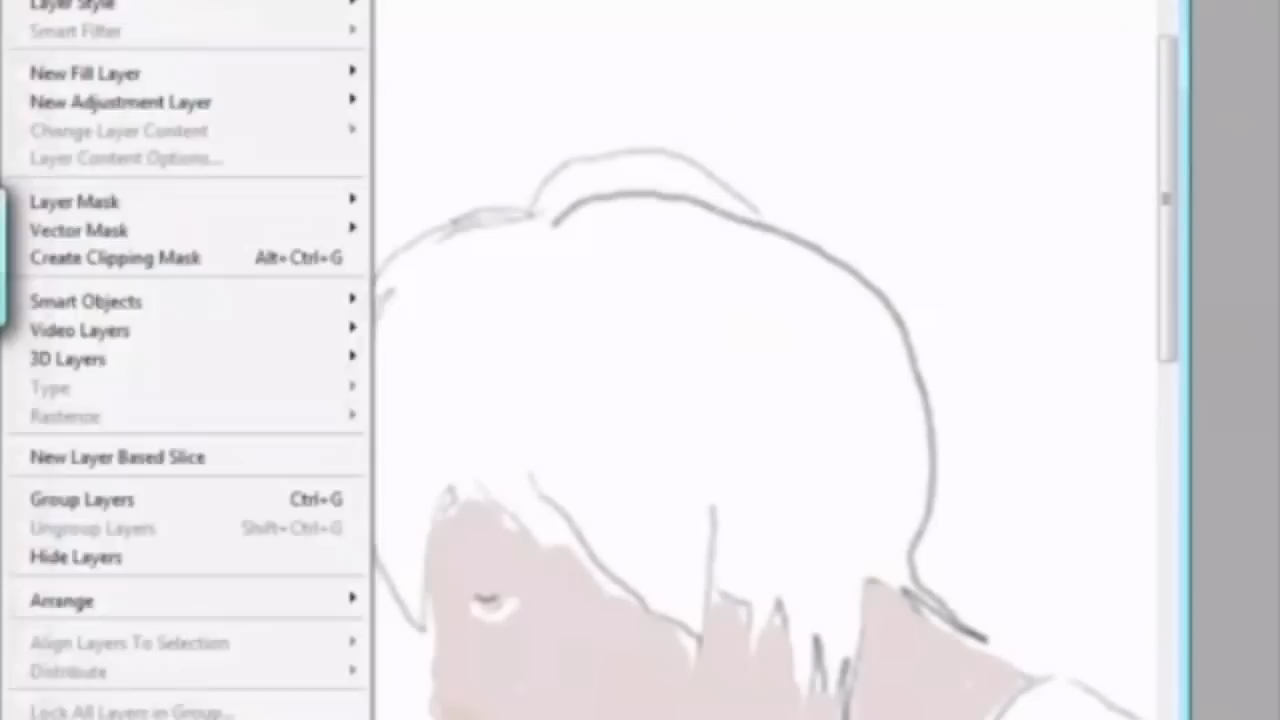 Layer Style
Smart Filter
New Fill Layer
New Adjustment Layer
Change Layer Content
Layer Content Options...
Layer Mask
Vector Mask
Create Clipping Mask Alt+Ctrl+G
Smart Objects
Video Layers
3D Layers
Type
Rasterize
New Layer Based Slice
Group Layers Ctrl+G
Ungroup Layers Shift+Ctrl+G
Hide Layers
Arrange
Align Layers To Selection
Distribute
Lock All Layers in Group...